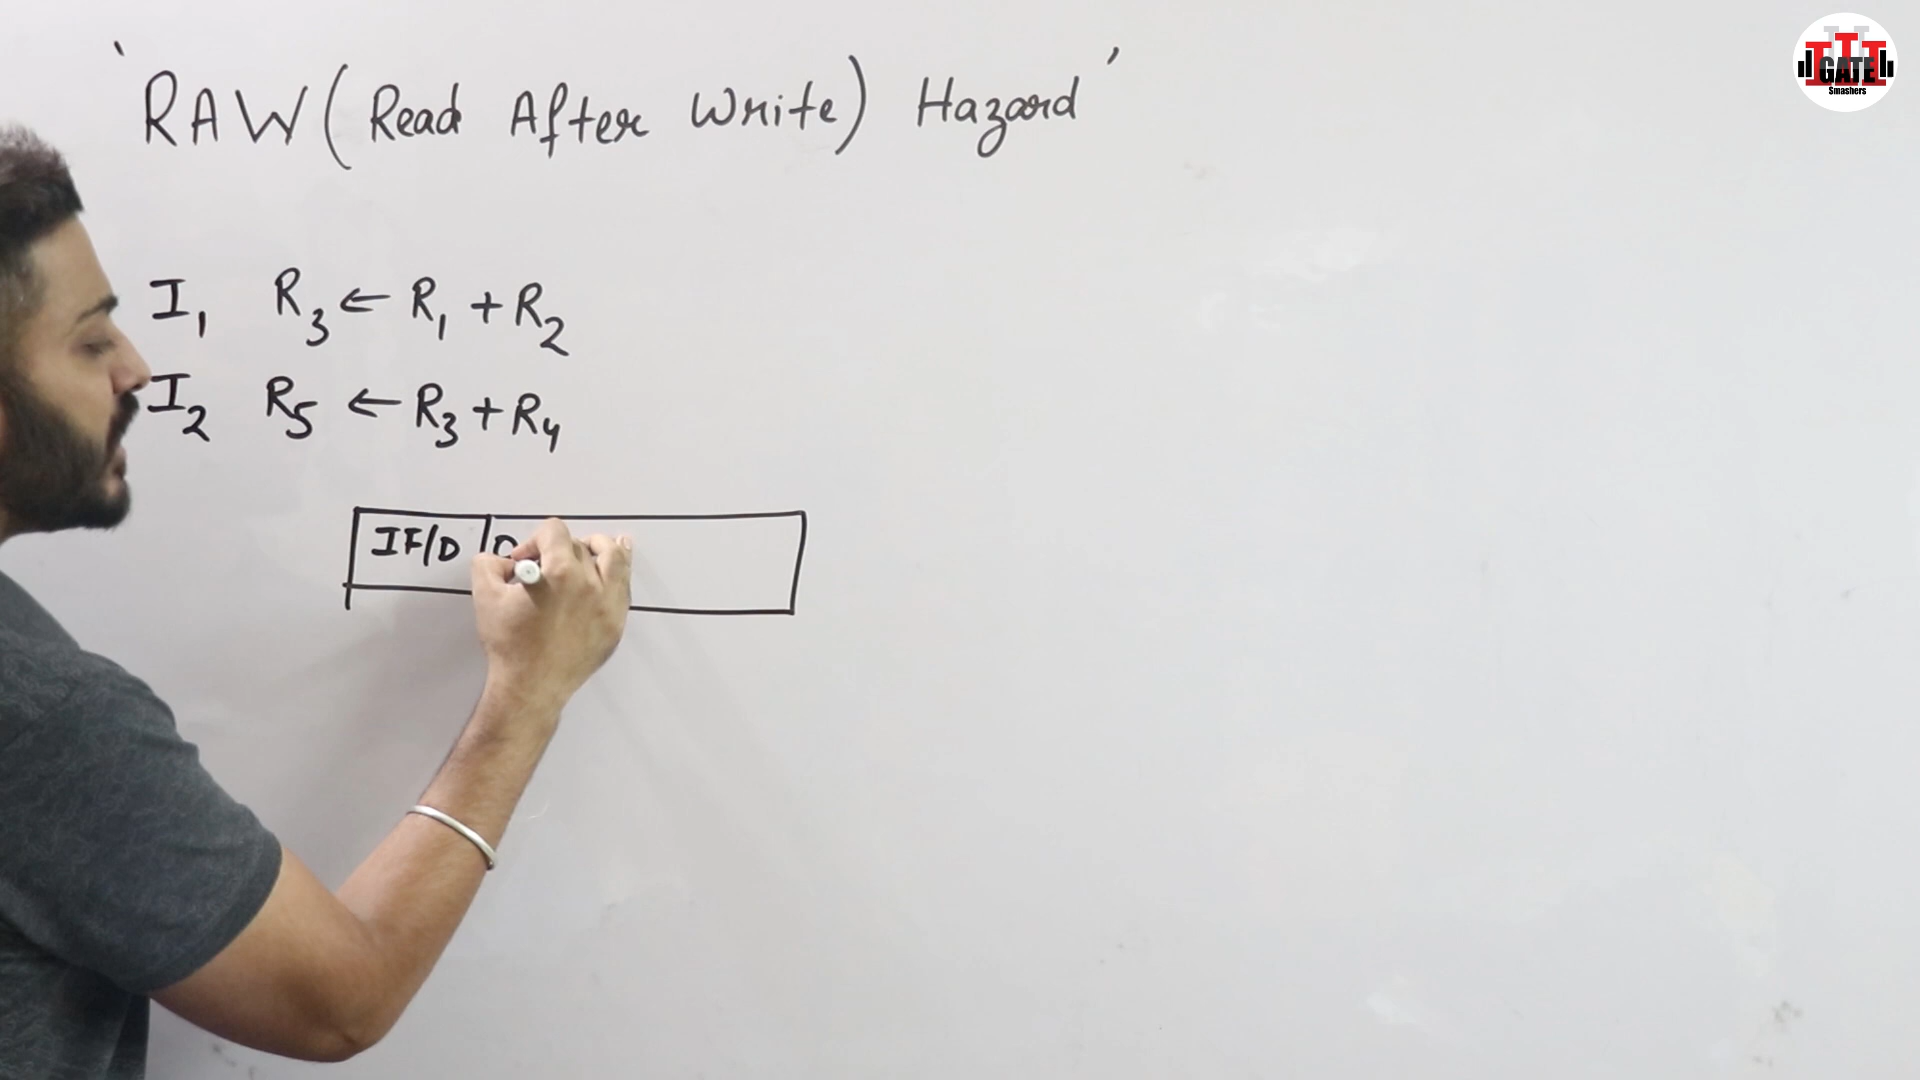 'RAW (Read After Write) Hazard'
I1 R3 ← R1 + R2
I2 R5 ← R3 + R4
IF/D
GATE
Smashers